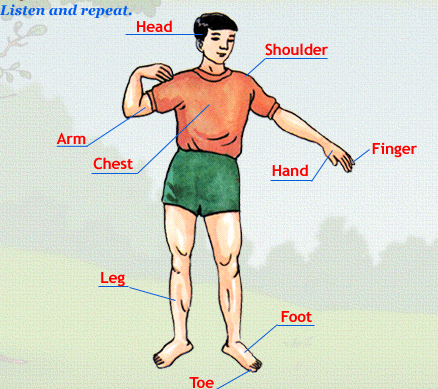 Listen and repeat.
Head
Shoulder
Arm
Finger
Chest
Hand
Leg
Foot
Toe